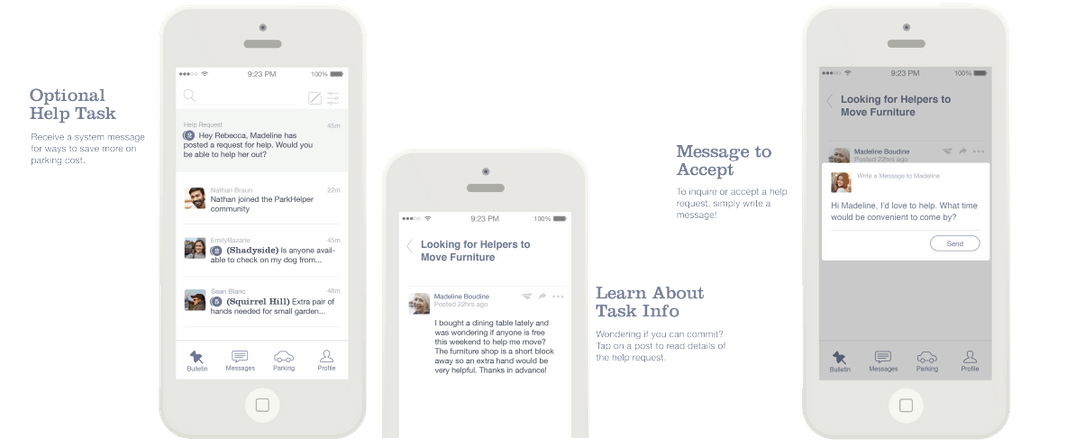 Optional
Help Task
Receive a system message
for ways to save more on
parking cost.
9:23 PM
100%
Help Request
45m
2 Hey Rebecca, Madeline has
posted a request for help. Would you
be able to help her out?
Nathan Braun
22m
Nathan joined the ParkHelper
community
EmilyBazarie
45m
(Shadyside) Is anyone avail-
able to check on my dog from...
Sean Blanc
48m
5 (Squirrel Hill) Extra pair of
hands needed for small garden...
Bulletin
Messages
Parking
Profile
9:23 PM
100%
Looking for Helpers to
Move Furniture
Madeline Boudine
Posted 22hrs ago
I bought a dining table lately and
was wondering if anyone is free
this weekend to help me move?
The furniture shop is a short block
away so an extra hand would be
very helpful. Thanks in advance!
Learn About
Task Info
Wondering if you can commit?
Tap on a post to read details of
the help request.
Message to
Accept
To inquire or accept a help
request, simply write a
message!
9:23 PM
100%
Looking for Helpers to
Move Furniture
Madeline Boudine
Posted 22hrs ago
Write a Message to Madeline
Hi Madeline, I'd love to help. What time
would be convenient to come by?
Send
Bulletin
Messages
Parking
Profile